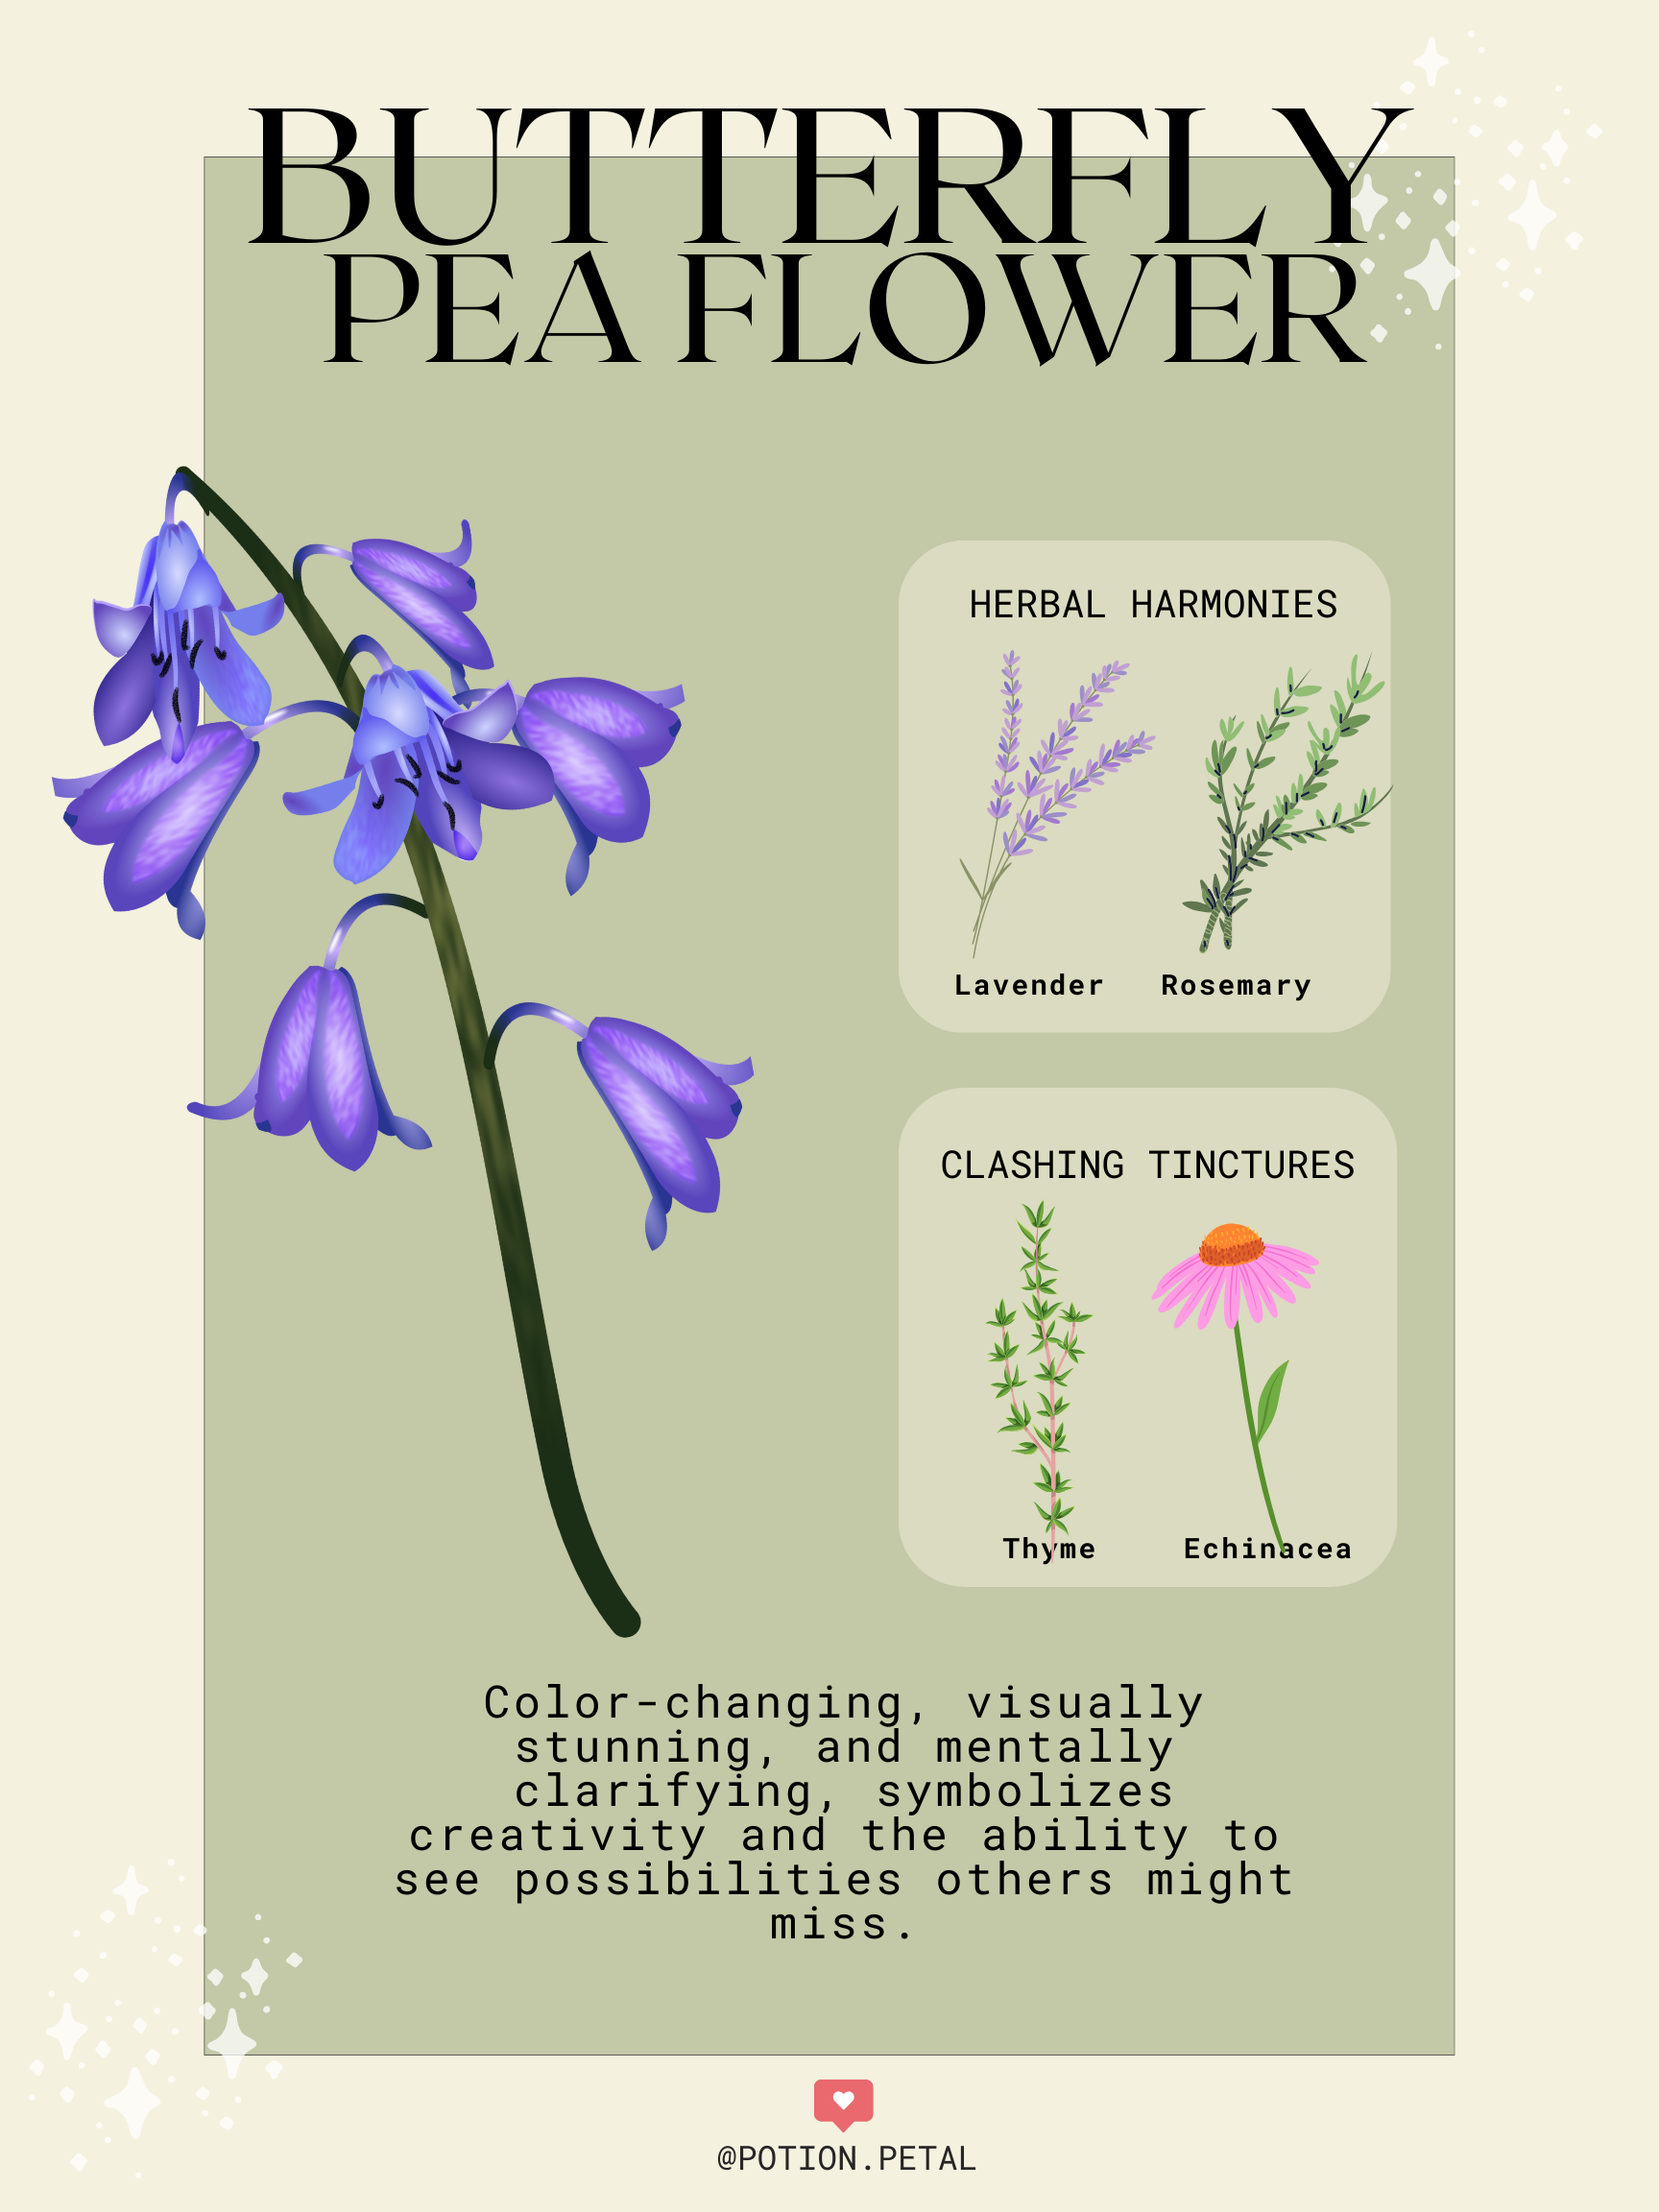 BUTTERFLY
PEA FLOWER
HERBAL HARMONIES
Lavender Rosemary
CLASHING TINCTURES
Thyme Echinacea
Color-changing, visually
stunning, and mentally
clarifying, symbolizes
creativity and the ability to
see possibilities others might
miss.
@POTION.PETAL